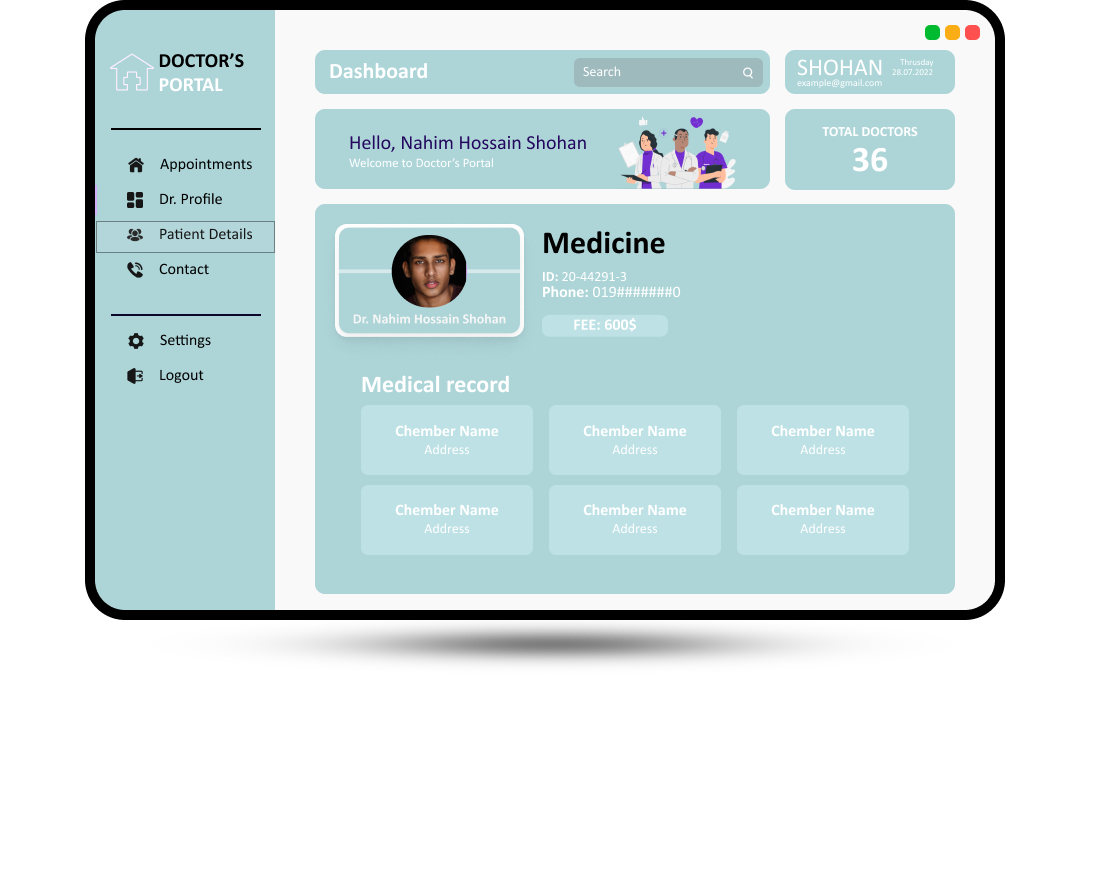 DOCTOR'S
PORTAL
Appointments
Dr. Profile
Patient Details
Contact
Settings
Logout
Dashboard
Search
SHOHAN
Thrusday
28.07.2022
example@gmail.com
Hello, Nahim Hossain Shohan
Welcome to Doctor's Portal
TOTAL DOCTORS
36
Dr. Nahim Hossain Shohan
Medicine
ID: 20-44291-3
Phone: 019#######0
FEE: 600$
Medical record
Chember Name
Address
Chember Name
Address
Chember Name
Address
Chember Name
Address
Chember Name
Address
Chember Name
Address